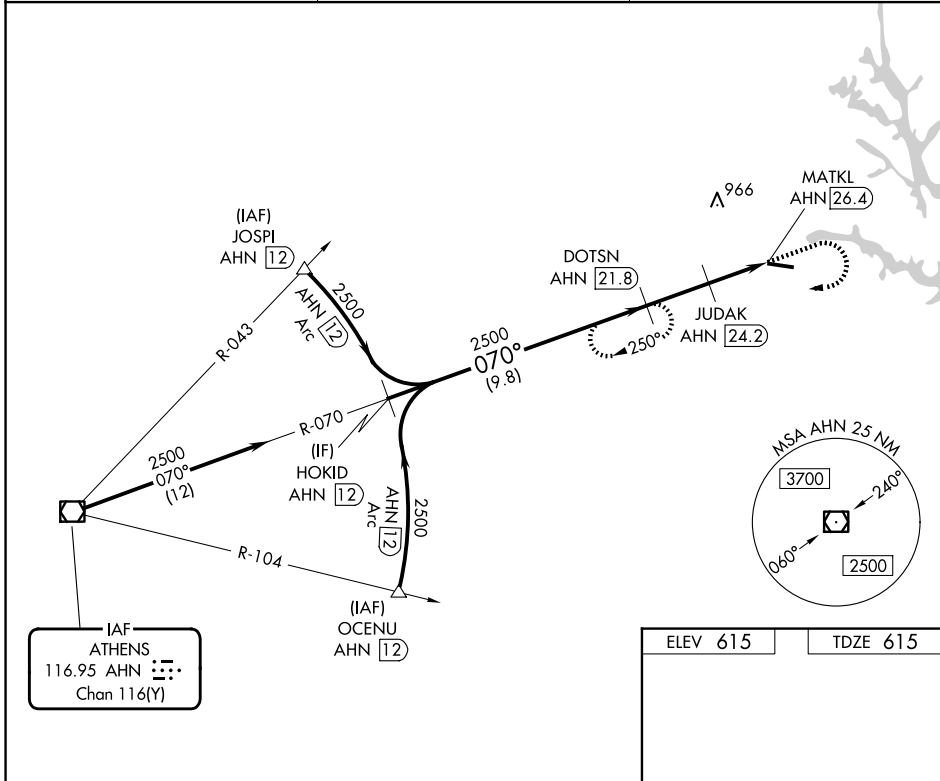 966
MATKL
AHN 26.4
(IAF)
JOSPI
AHN 12
DOTSN
AHN 21.8
2500
AHN 12
Arc
JUDAK
AHN 24.2
R-043
2500
070°
(9.8)
250°
R-070
2500
070°
(12)
(IF)
HOKID
AHN 12
2500
AHN 12
Arc
MSA AHN 25 NM
3700
240°
060°
2500
R-104
(IAF)
OCENU
AHN 12
IAF
ATHENS
116.95 AHN
Chan 116(Y)
ELEV 615
TDZE 615